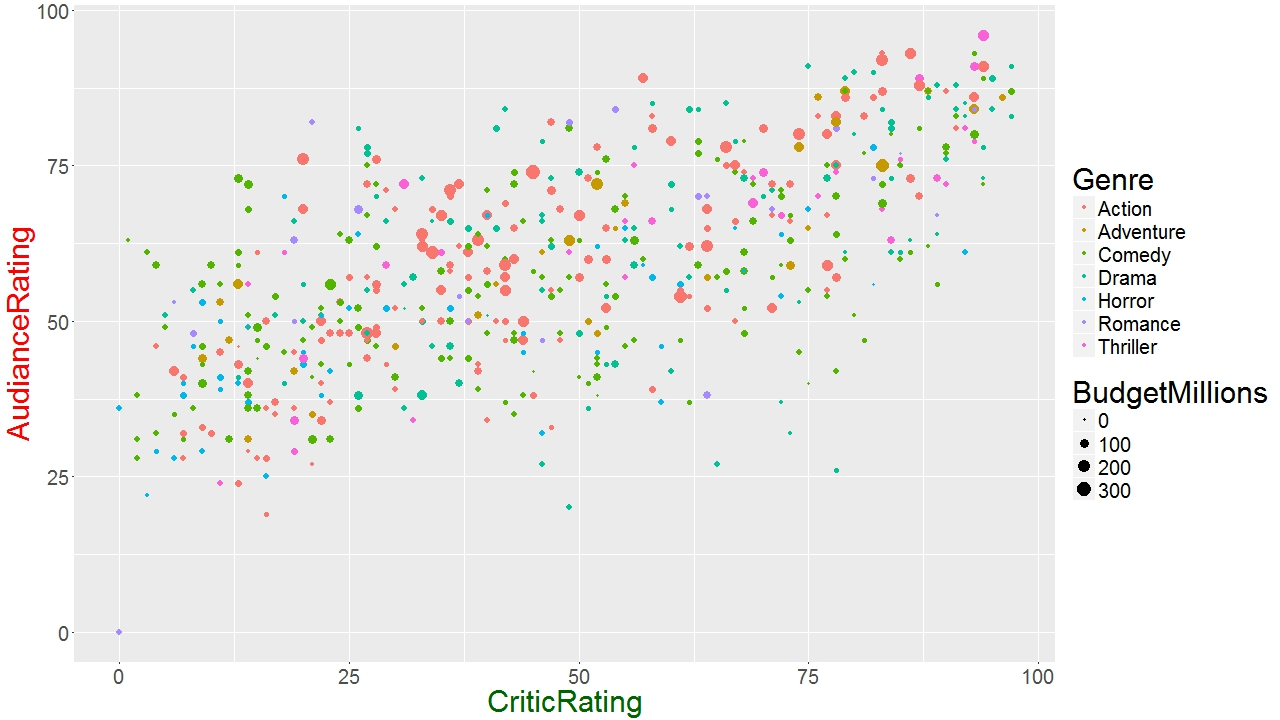 100
75
50
25
0
AudianceRating
0
25
50
75
100
CriticRating
Genre
Action
Adventure
Comedy
Drama
Horror
Romance
Thriller
BudgetMillions
0
100
200
300